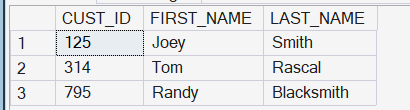 CUST_ID FIRST_NAME LAST_NAME
1 125 Joey Smith
2 314 Tom Rascal
3 795 Randy Blacksmith